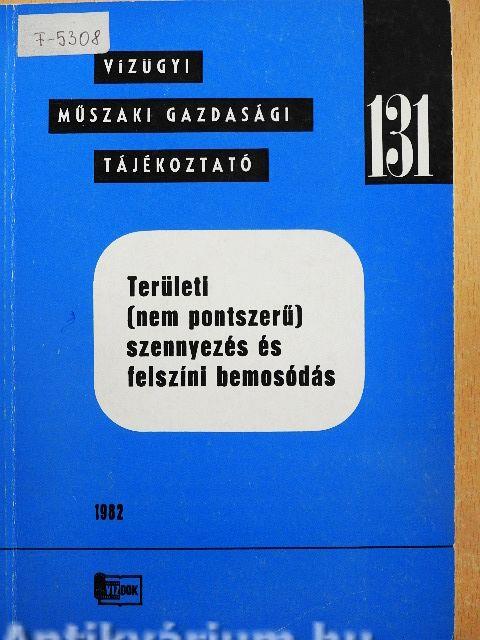 F-5308
VÍZÜGYI
MŰSZAKI GAZDASÁGI
TÁJÉKOZTATÓ
131
Területi
(nem pontszerű)
szennyezés és
felszíni bemosódás
1982
VIZDOK
Antikvárium.hu